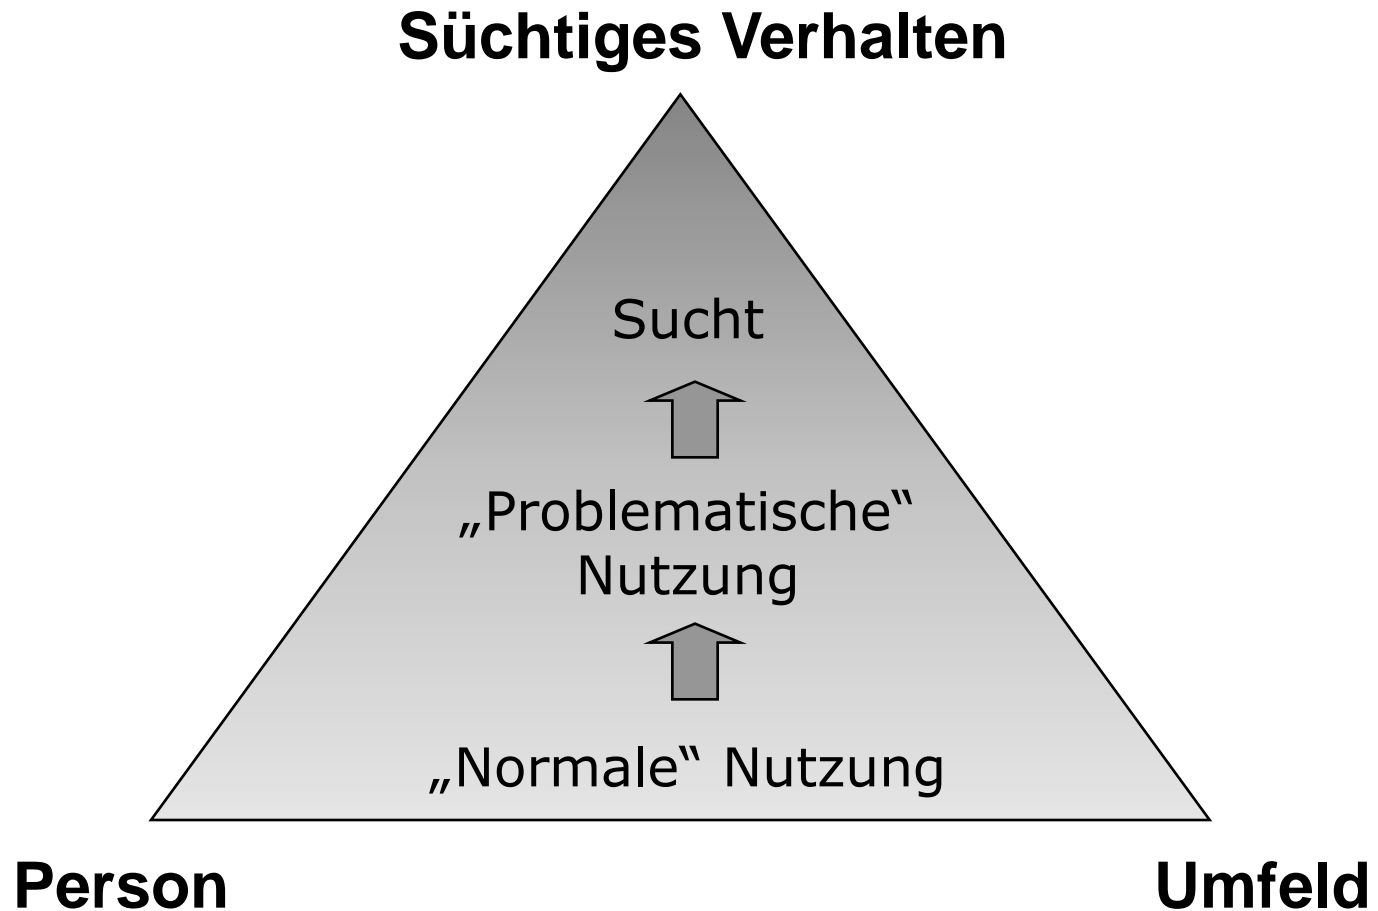 Süchtiges Verhalten
Sucht
„Problematische“
Nutzung
„Normale“ Nutzung
Person
Umfeld